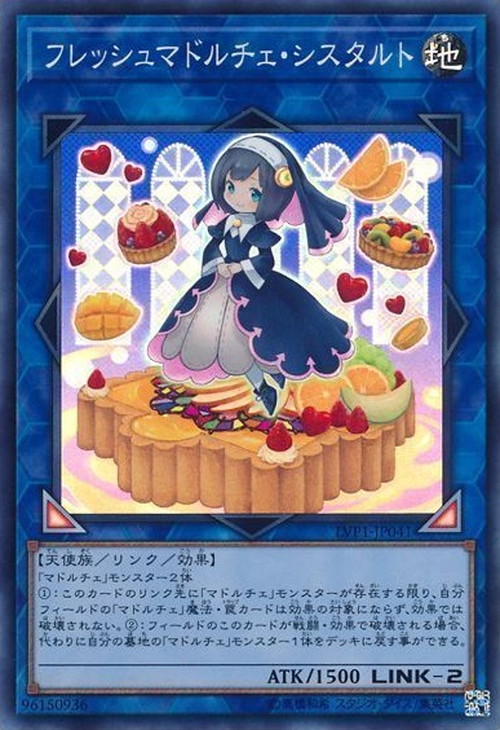 フレッシュマドルチェ・シスタルト
地
LVP1-JP041
【天使族／リンク／効果】
「マドルチェ」モンスター２体
①：このカードのリンク先に「マドルチェ」モンスターが存在する限り、自分
フィールドの「マドルチェ」魔法・罠カードは効果の対象にならず、効果では
破壊されない。②：フィールドのこのカードが戦闘・効果で破壊される場合、
代わりに自分の墓地の「マドルチェ」モンスター１体をデッキに戻す事ができる。
ATK/1500 LINK-2
96150936
©高橋和希 スタジオ・ダイス/集英社